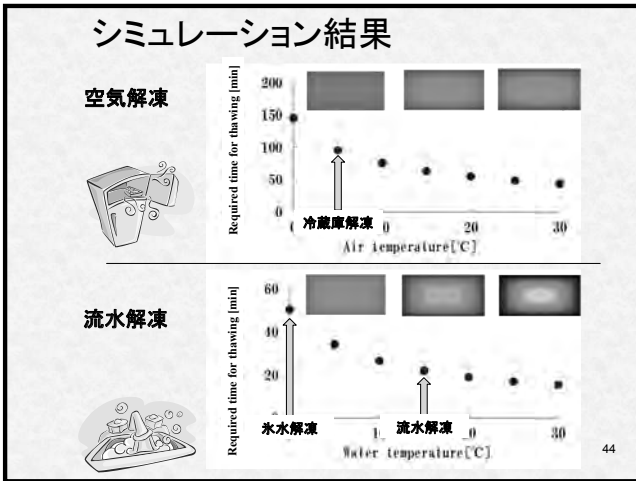 シミュレーション結果
空気解凍
Required time for thawing [min]
200
150
100
50
0
冷蔵庫解凍
0
20
30
Air temperature[℃]
流水解凍
Required time for thawing [min]
60
40
20
氷水解凍
流水解凍
30
Water temperature[℃]
44